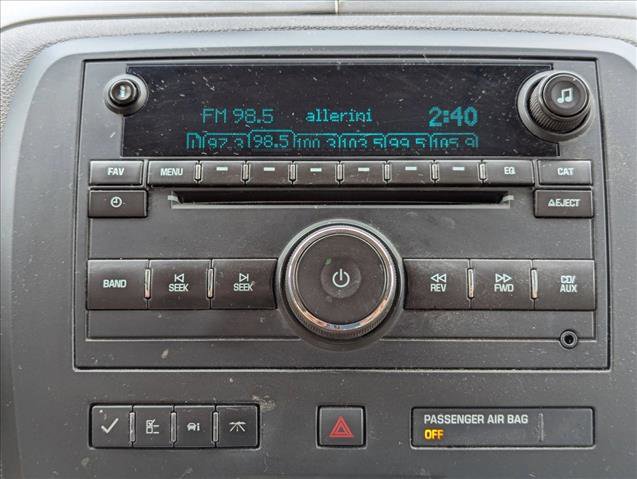 FM 98.5 allerini 2:40
1 97.3 98.5 100.3 103.5 99.5 105.9
FAV MENU EQ CAT
EJECT
BAND SEEK SEEK REV FWD CD/AUX
PASSENGER AIR BAG
OFF